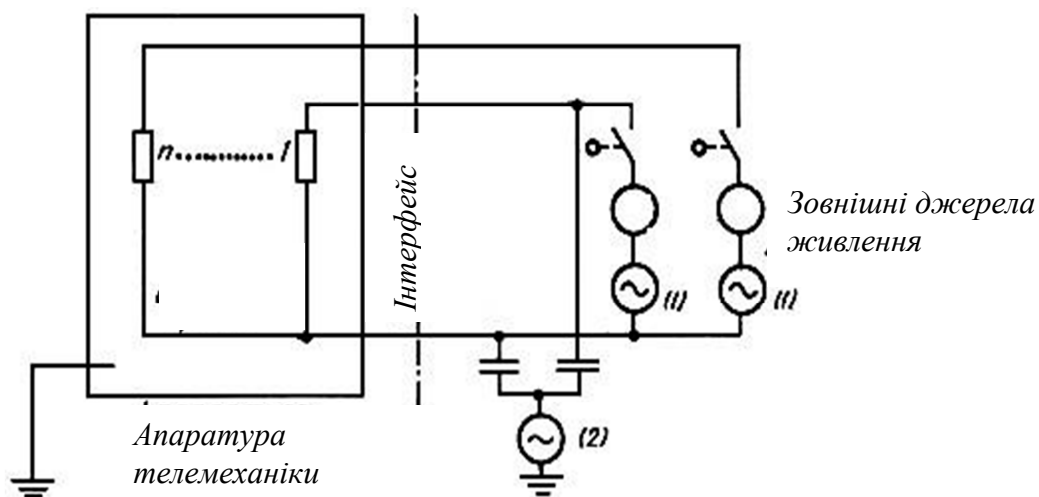 n
1
Інтерфейс
Зовнішні джерела
живлення
(1)
(1)
(2)
Апаратура
телемеханіки